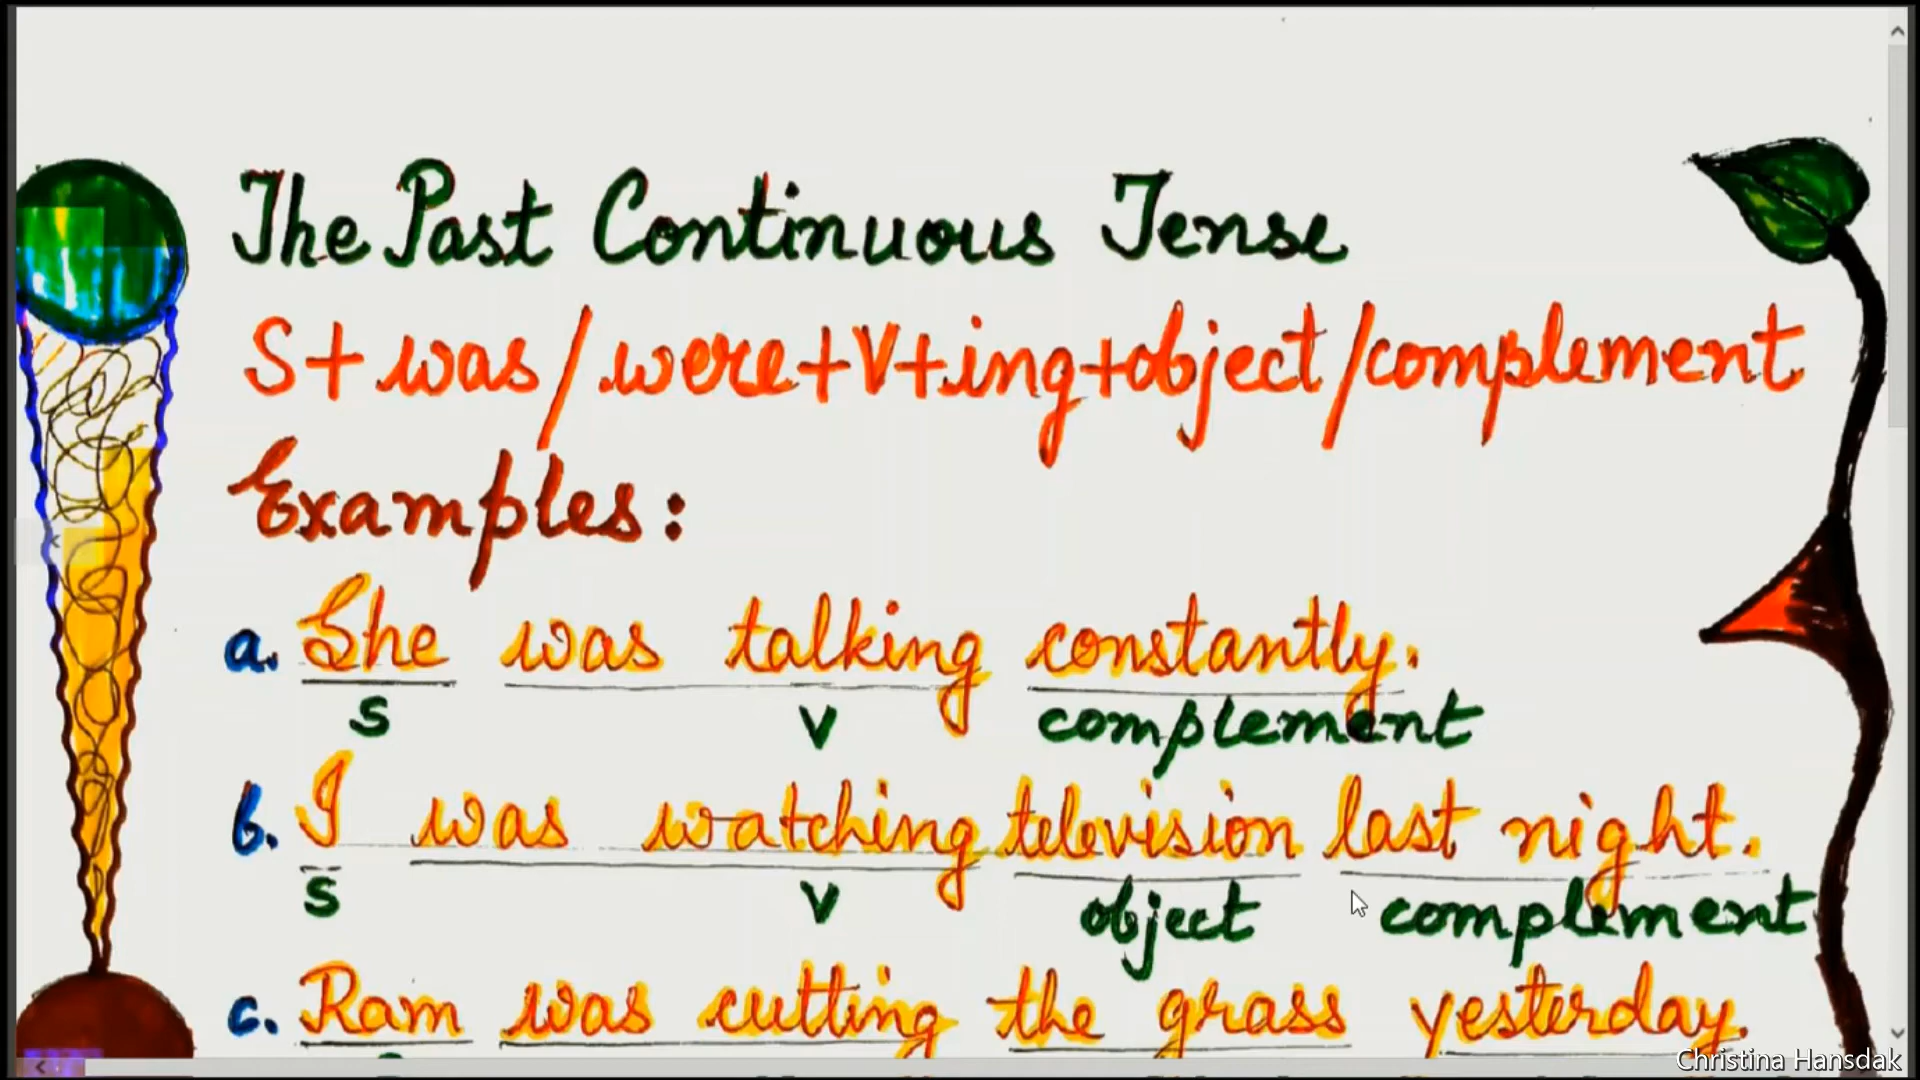 The Past Continuous Tense
S+was/were+V+ing+object/complement
Examples:
a. She was talking constantly.
S V complement
b. I was watching television last night.
S V object complement
c. Ram was cutting the grass yesterday.
Christina Hansdak